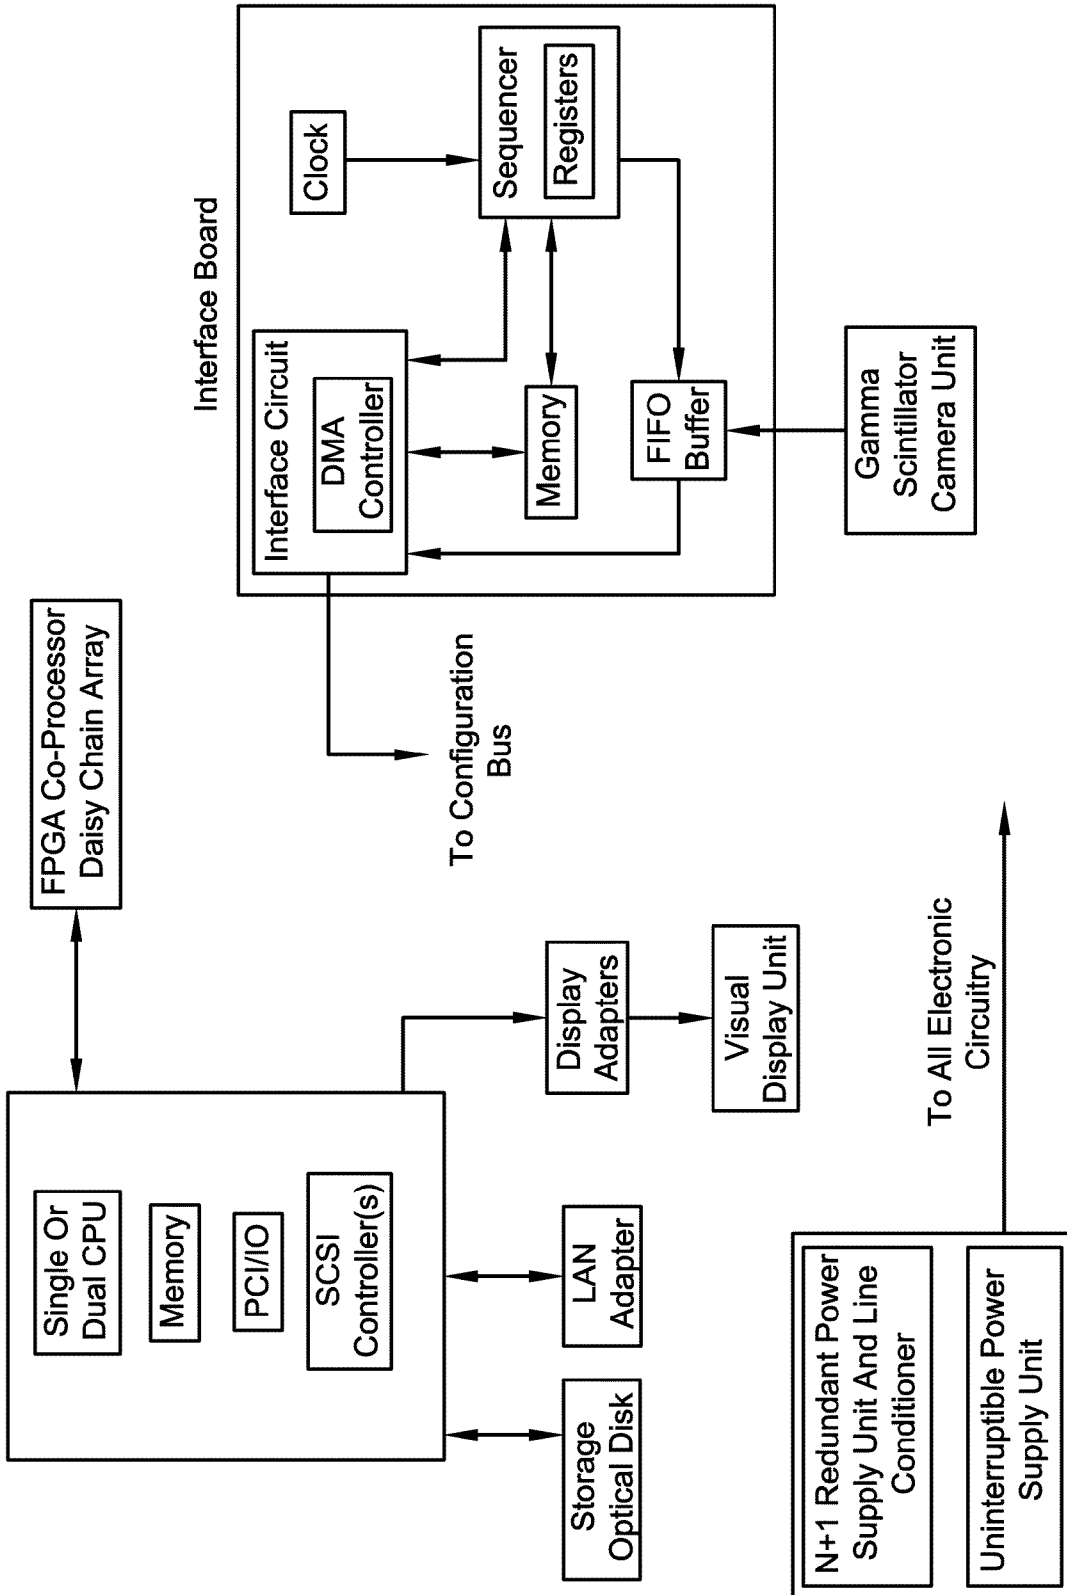 Single Or
Dual CPU
Memory
PCI/IO
SCSI
Controller(s)
FPGA Co-Processor
Daisy Chain Array
Storage
Optical Disk
LAN
Adapter
Display
Adapters
Visual
Display Unit
N+1 Redundant Power
Supply Unit And Line
Conditioner
Uninterruptible Power
Supply Unit
To All Electronic
Circuitry
Interface Board
Interface Circuit
DMA
Controller
Clock
Sequencer
Registers
Memory
FIFO
Buffer
To Configuration
Bus
Gamma
Scintillator
Camera Unit